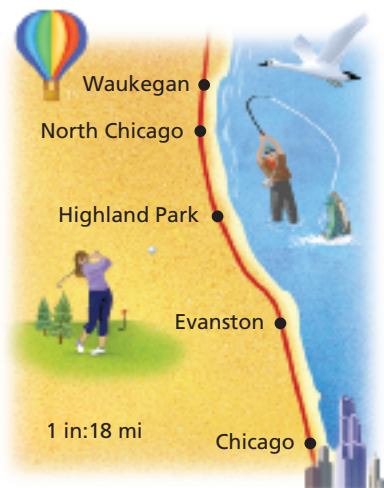 Waukegan
North Chicago
Highland Park
Evanston
1 in:18 mi
Chicago